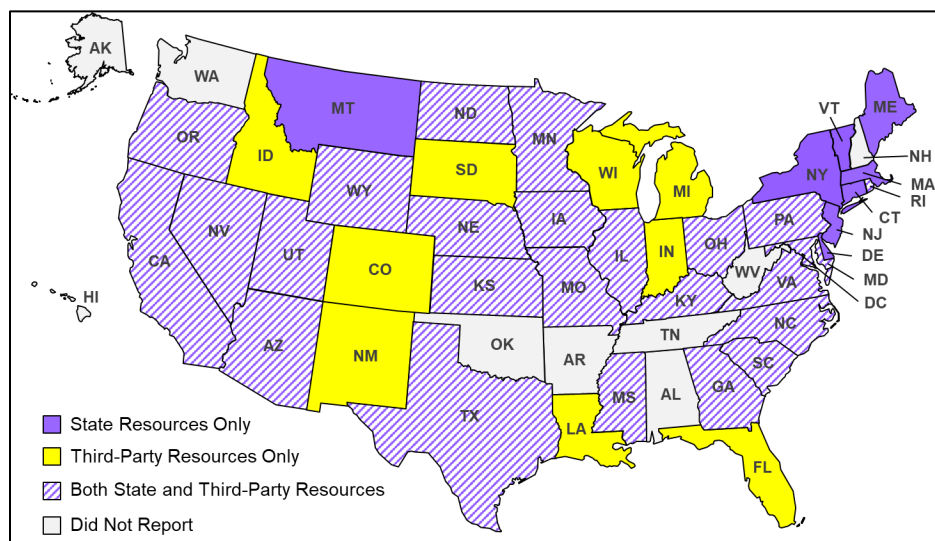 AK
WA
MT
ND
MN
VT
ME
OR
ID
SD
WI
MI
NY
NH
MA
RI
CT
NJ
DE
MD
DC
WY
IA
NE
PA
NV
UT
CO
IL
IN
OH
WV
VA
CA
KS
MO
KY
HI
AZ
NM
OK
AR
TN
NC
SC
MS
AL
GA
TX
LA
FL
State Resources Only
Third-Party Resources Only
Both State and Third-Party Resources
Did Not Report